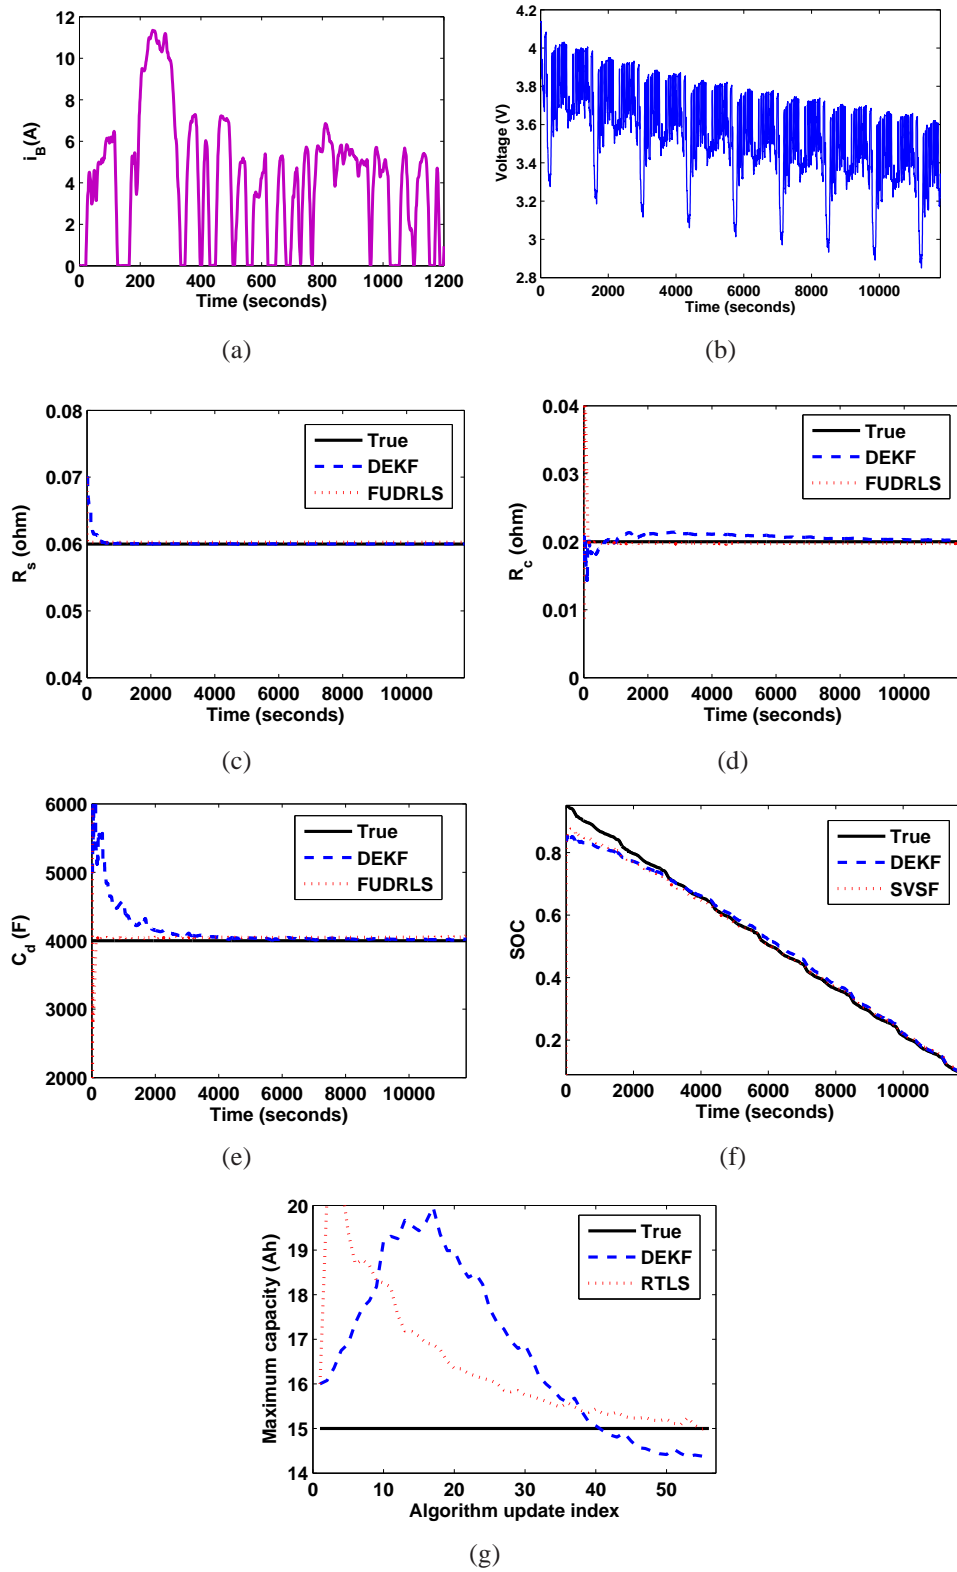 12
10
8
6
4
2
0
i_B(A)
0 200 400 600 800 1000 1200
Time (seconds)
(a)
4.2
4
3.8
3.6
3.4
3.2
3
2.8
Voltage (V)
0 2000 4000 6000 8000 10000
Time (seconds)
(b)
0.08
0.07
0.06
0.05
0.04
R_s (ohm)
True
DEKF
FUDRLS
0 2000 4000 6000 8000 10000
Time (seconds)
(c)
0.04
0.03
0.02
0.01
0
R_c (ohm)
True
DEKF
FUDRLS
0 2000 4000 6000 8000 10000
Time (seconds)
(d)
6000
5000
4000
3000
2000
C_d (F)
True
DEKF
FUDRLS
0 2000 4000 6000 8000 10000
Time (seconds)
(e)
0.8
0.6
0.4
0.2
SOC
True
DEKF
SVSF
0 2000 4000 6000 8000 10000
Time (seconds)
(f)
20
19
18
17
16
15
14
Maximum capacity (Ah)
True
DEKF
RTLS
0 10 20 30 40 50
Algorithm update index
(g)